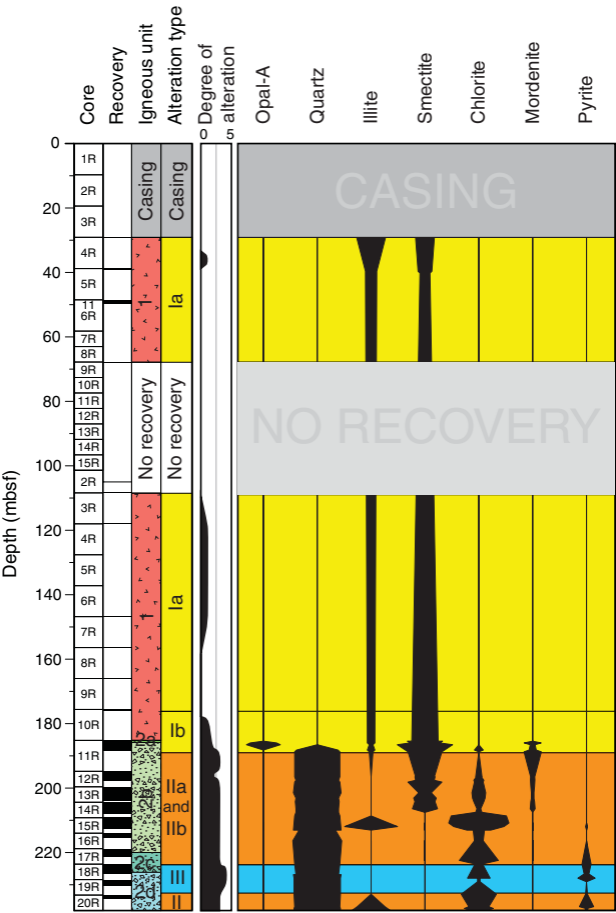 Core
Recovery
Igneous unit
Alteration type
Degree of
alteration
0 5
Opal-A
Quartz
Illite
Smectite
Chlorite
Mordenite
Pyrite
Depth (mbsf)
0
20
40
60
80
100
120
140
160
180
200
220
1R
2R
3R
4R
5R
11
6R
7R
8R
9R
10R
11R
12R
13R
14R
15R
2R
3R
4R
5R
6R
7R
8R
9R
10R
11R
12R
13R
14R
15R
16R
17R
18R
19R
20R
Casing
1
No recovery
1
2a
2b
2c
2d
Casing
Ia
No recovery
Ia
Ib
IIa
and
IIb
III
II
CASING
NO RECOVERY